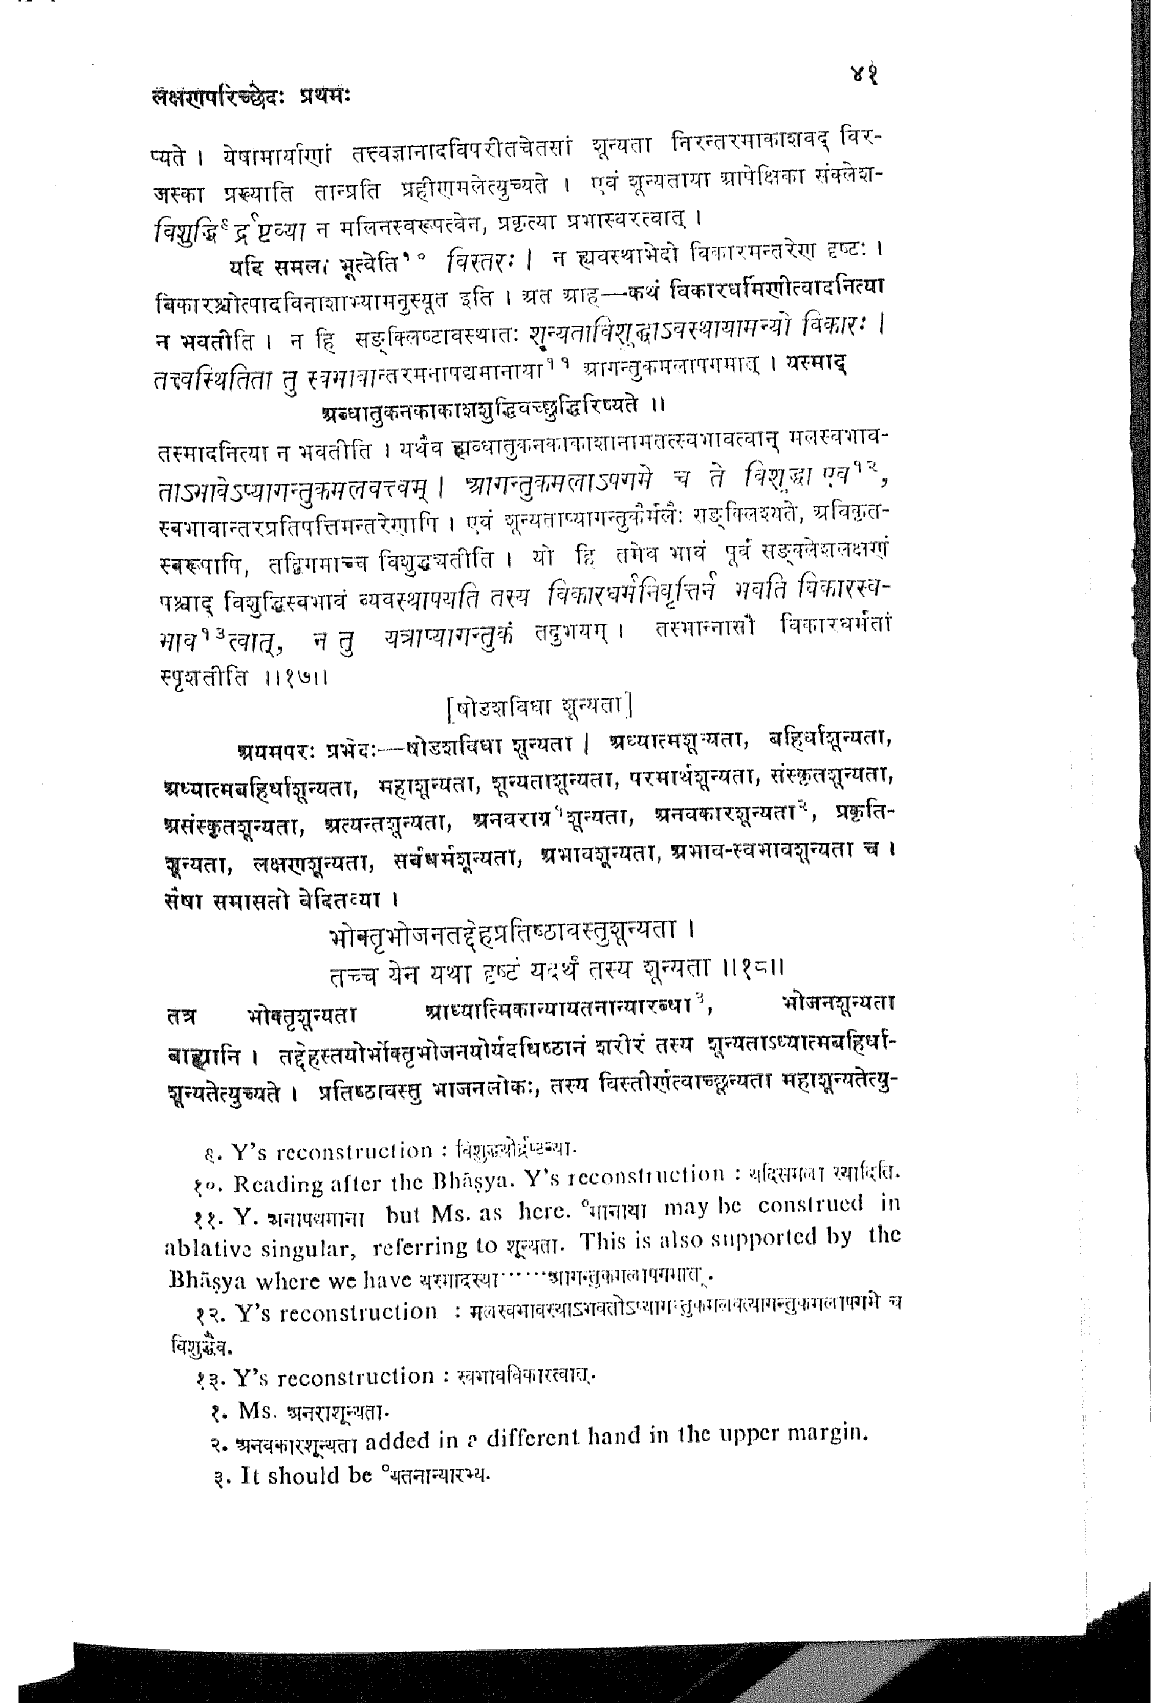 ४१
लक्षणपरिच्छेदः प्रथमः
प्यते । येषामार्याणां तत्त्वज्ञानादविपरीतचेतसां शून्यता निरन्तरमाकाशवद् विर-
जस्का प्रख्याति तान्प्रति प्रहीणमलेत्युच्यते । एवं शून्यताया आपेक्षिका संक्लेश-
विशुद्धि९र्द्रष्टव्या न मलिनस्वरूपत्वेन, प्रकृत्या प्रभास्वरत्वात् ।
यदि समला भूत्वेति१० विस्तरः । न ह्यवस्थाभेदो विकारमन्तरेण दृष्टः ।
विकारश्चोत्पादविनाशाभ्यामनुस्यूत इति । अत आह—कथं विकारधर्मिणीत्वादनित्या
न भवतीति । न हि सङ्क्लिष्टावस्थातः शून्यताविशुद्धाऽवस्थायामन्यो विकारः ।
तत्त्वस्थितिता तु स्वभावान्तरमनापद्यमानाया११ आगन्तुकमलापगमात् । यस्माद्
अब्धातुकनकाकाशशुद्धिवच्छुद्धिरिष्यते ।।
तस्मादनित्या न भवतीति । यथैव ह्यब्धातुकनकाकाशानामतत्स्वभावत्वान् मलस्वभाव-
ताऽभावेऽप्यागन्तुकमलवत्त्वम् । आगन्तुकमलाऽपगमे च ते विशुद्धा एव१२,
स्वभावान्तरप्रतिपत्तिमन्तरेणापि । एवं शून्यताप्यागन्तुकैर्मलैः सङ्क्लिश्यते, अविकृत-
स्वरूपापि, तद्विगमाच्च विशुद्धचतीति । यो हि तमेव भावं पूर्वं सङ्क्लेशलक्षणं
पश्चाद् विशुद्धिस्वभावं व्यवस्थापयति तस्य विकारधर्मनिवृत्तिर्न भवति विकारस्व-
भाव१३त्वात्, न तु यत्राप्यागन्तुकं तदुभयम् । तस्मान्नासौ विकारधर्मतां
स्पृशतीति ।।१७।।
[षोडशविधा शून्यता]
अयमपरः प्रभेदः—षोडशविधा शून्यता । अध्यात्मशून्यता, बहिर्धाशून्यता,
अध्यात्मबहिर्धाशून्यता, महाशून्यता, शून्यताशून्यता, परमार्थशून्यता, संस्कृतशून्यता,
असंस्कृतशून्यता, अत्यन्तशून्यता, अनवराग्र१शून्यता, अनवकारशून्यता२, प्रकृति-
शून्यता, लक्षणशून्यता, सर्वधर्मशून्यता, अभावशून्यता, अभाव-स्वभावशून्यता च ।
सैषा समासतो वेदितव्या ।
भोक्तृभोजनतद्देहप्रतिष्ठावस्तुशून्यता ।
तच्च येन यथा दृष्टं यदर्थं तस्य शून्यता ।।१८।।
तत्र भोक्तृशून्यता आध्यात्मिकान्यायतनान्यारब्धा३, भोजनशून्यता
बाह्यानि । तद्देहस्तयोर्भोक्तृभोजनयोर्यदधिष्ठानं शरीरं तस्य शून्यताऽध्यात्मबहिर्धा-
शून्यतेत्युच्यते । प्रतिष्ठावस्तु भाजनलोकः, तस्य विस्तीर्णत्वाच्छून्यता महाशून्यतेत्यु-
९. Y's reconstruction : विशुद्धयोर्द्रष्टव्या.
१०. Reading after the Bhāṣya. Y's reconstruction : यदिसमला स्यादिति.
११. Y. अनापद्यमाना but Ms. as here. °मानाया may be construed in
ablative singular, referring to शून्यता. This is also supported by the
Bhāṣya where we have यस्मादस्या······आगन्तुकमलापगमात्.
१२. Y's reconstruction : मलस्वभावस्याऽभवतोऽप्यागन्तुकमलवत्यागन्तुकमलापगमे च
विशुद्धैव.
१३. Y's reconstruction : स्वभावविकारत्वात्.
१. Ms. अनराशून्यता.
२. अनवकारशून्यता added in a different hand in the upper margin.
३. It should be °यतनान्यारभ्य.